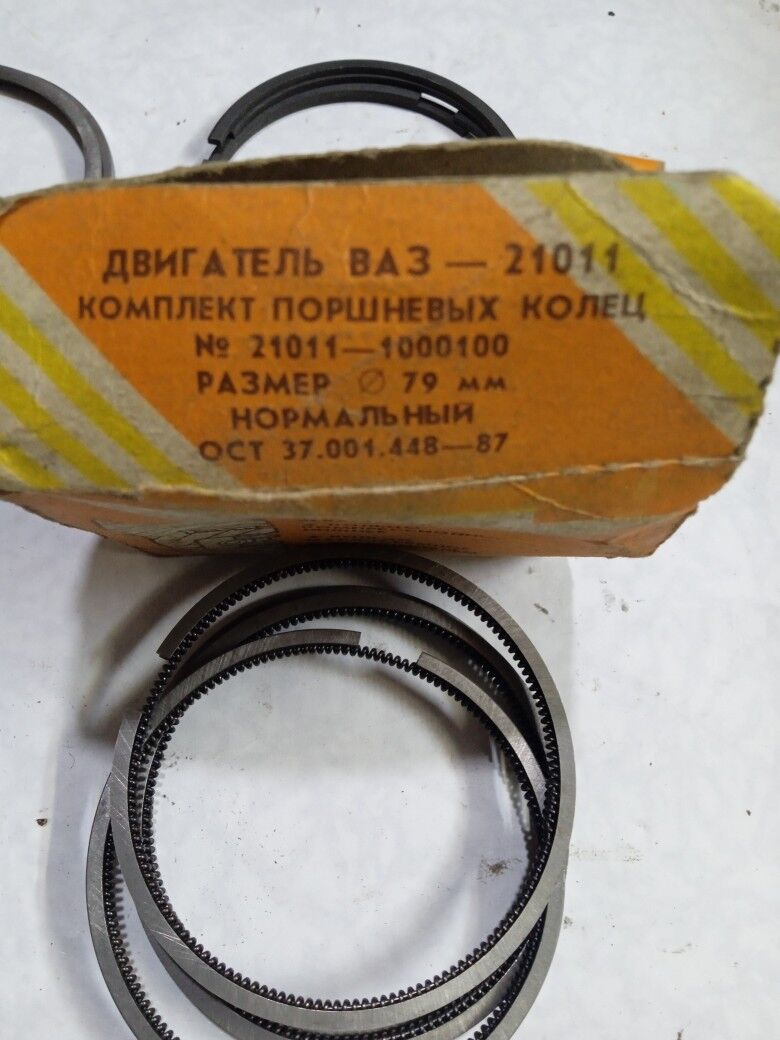 ДВИГАТЕЛЬ ВАЗ — 21011
КОМПЛЕКТ ПОРШНЕВЫХ КОЛЕЦ
№ 21011—1000100
РАЗМЕР ∅ 79 мм
НОРМАЛЬНЫЙ
ОСТ 37.001.448—87